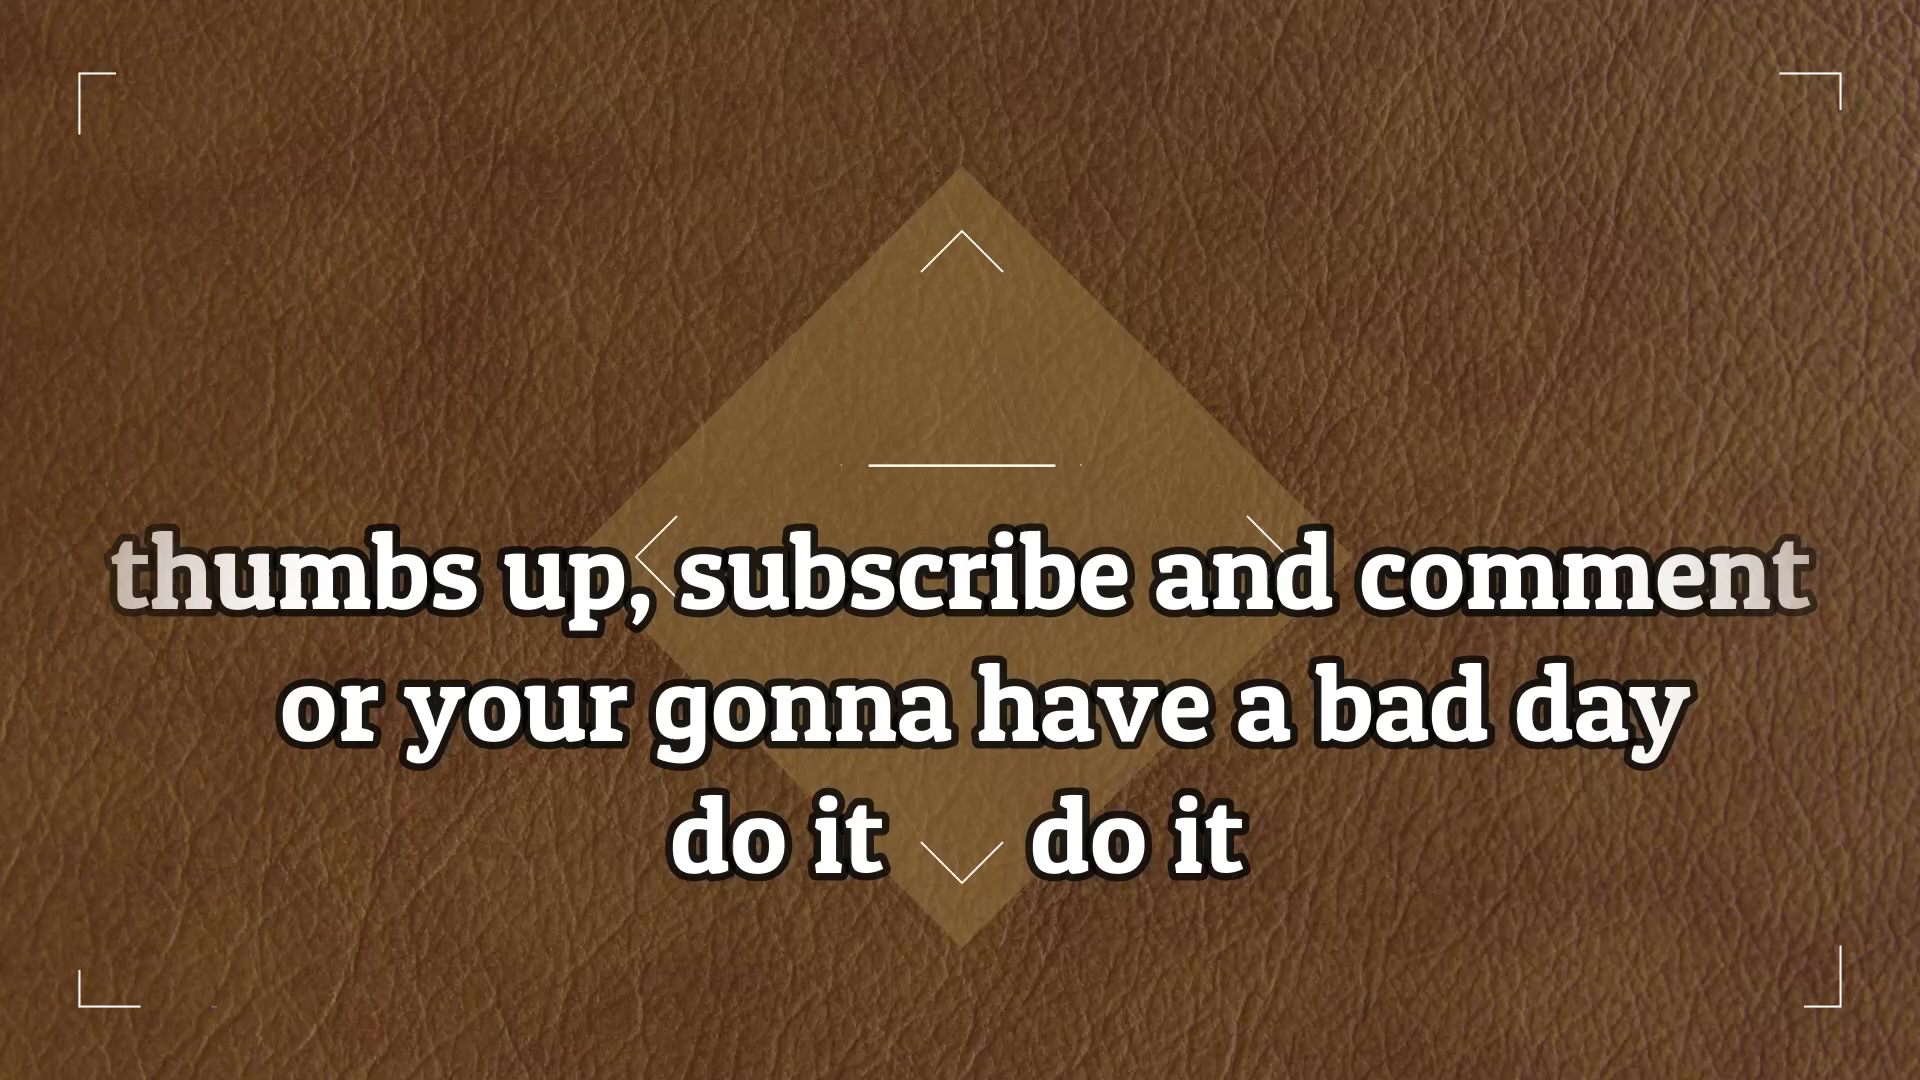 thumbs up, subscribe and comment
or your gonna have a bad day
do it do it